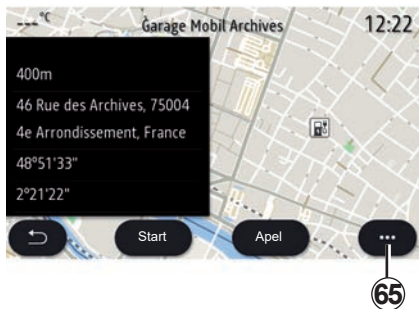 ---°C
Garage Mobil Archives
12:22
400m
46 Rue des Archives, 75004
4e Arrondissement, France
48°51'33"
2°21'22"
Start
Apel
65